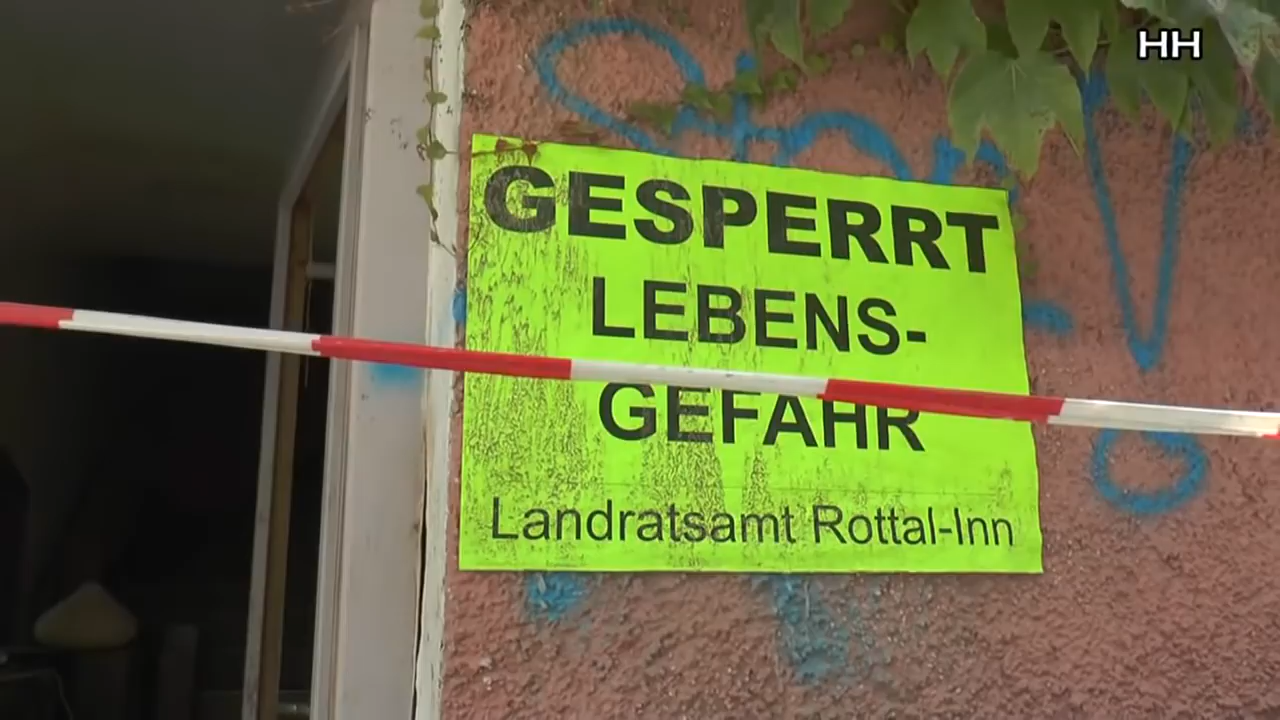 HH
GESPERRT
LEBENS-
GEFAHR
Landratsamt Rottal-Inn